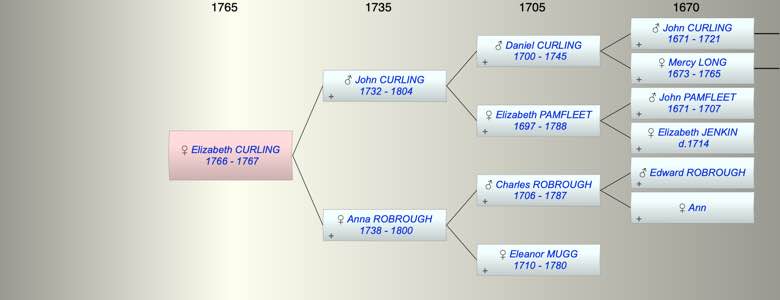 1765
1735
1705
1670
♀ Elizabeth CURLING
1766 - 1767
♂ John CURLING
1732 - 1804
+
♀ Anna ROBROUGH
1738 - 1800
+
♂ Daniel CURLING
1700 - 1745
+
♀ Elizabeth PAMFLEET
1697 - 1788
+
♂ Charles ROBROUGH
1706 - 1787
+
♀ Eleanor MUGG
1710 - 1780
+
♂ John CURLING
1671 - 1721
+
♀ Mercy LONG
1673 - 1765
+
♂ John PAMFLEET
1671 - 1707
+
♀ Elizabeth JENKIN
d.1714
+
♂ Edward ROBROUGH
+
♀ Ann
+